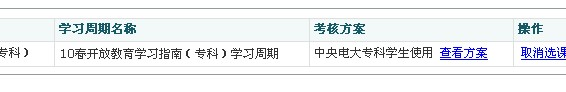 学习周期名称 考核方案 操作
专科） 10春开放教育学习指南（专科）学习周期 中央电大专科学生使用 查看方案 取消选课